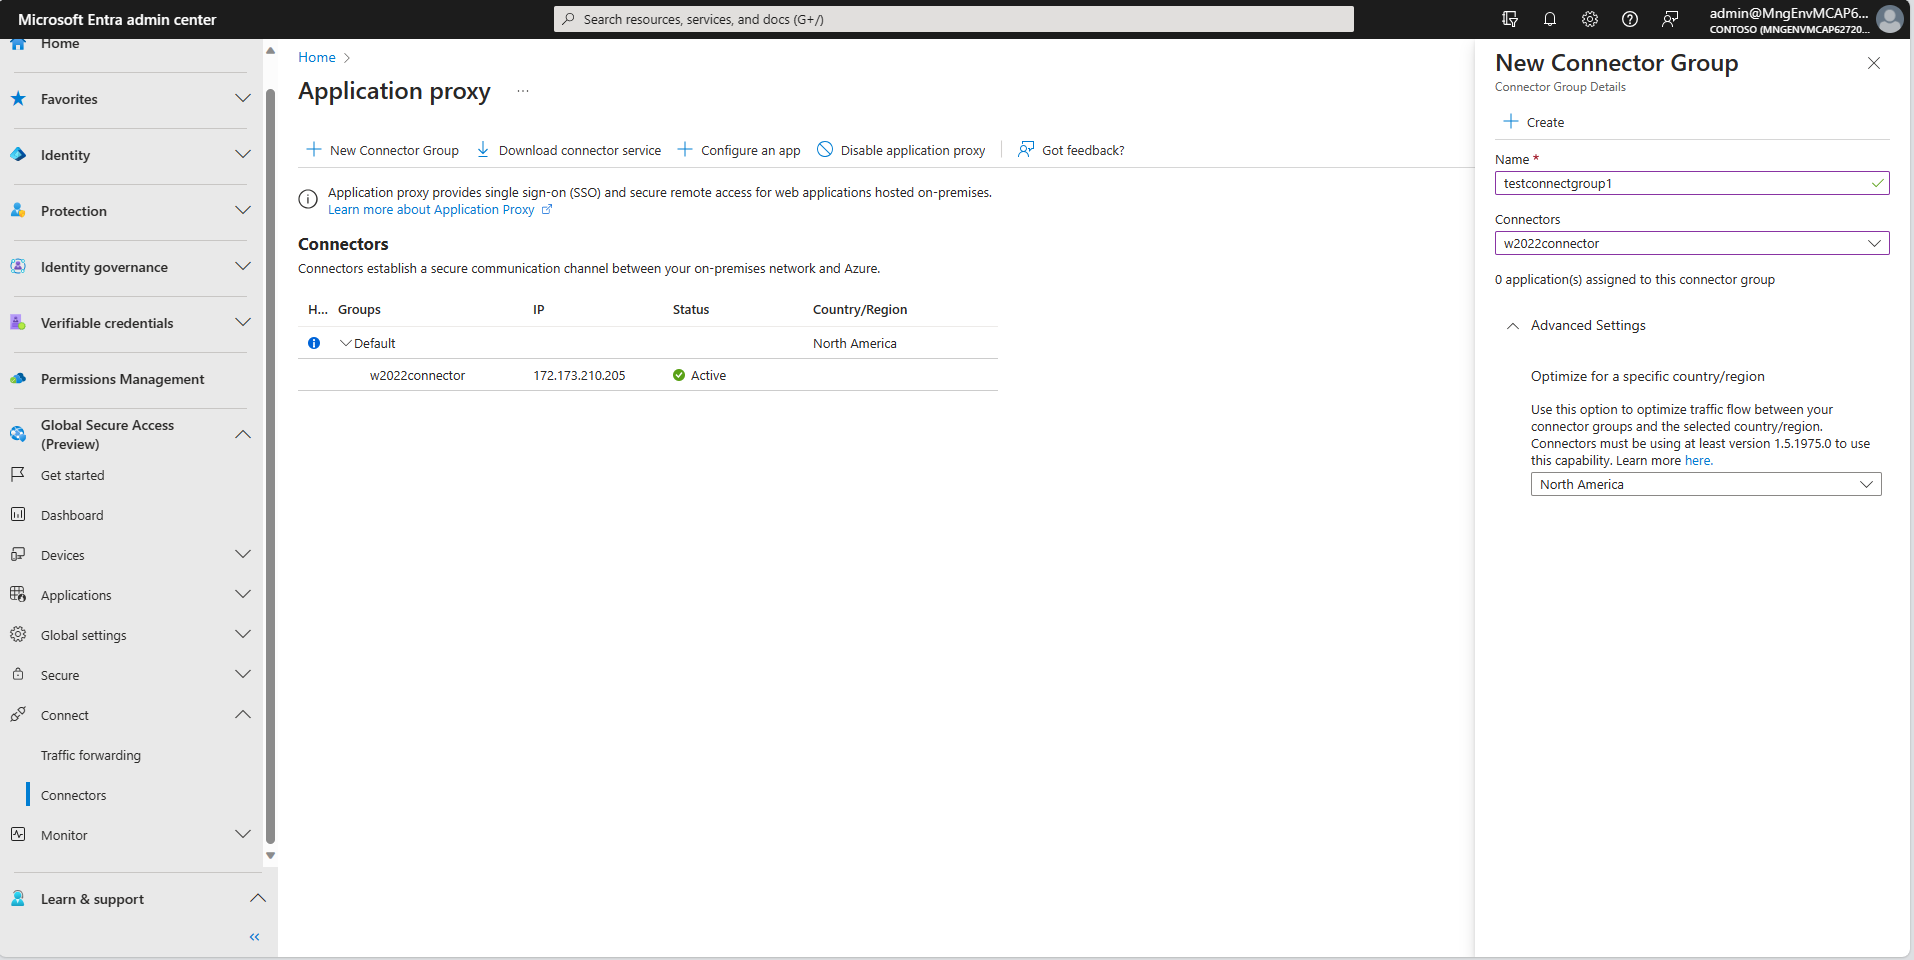 Microsoft Entra admin center
Search resources, services, and docs (G+/)
admin@MngEnvMCAP6...
CONTOSO (MNGENVMCAP62720...
Home
Favorites
Identity
Protection
Identity governance
Verifiable credentials
Permissions Management
Global Secure Access
(Preview)
Get started
Dashboard
Devices
Applications
Global settings
Secure
Connect
Traffic forwarding
Connectors
Monitor
Learn & support
Home
Application proxy
...
New Connector Group
Download connector service
Configure an app
Disable application proxy
Got feedback?
Application proxy provides single sign-on (SSO) and secure remote access for web applications hosted on-premises.
Learn more about Application Proxy
Connectors
Connectors establish a secure communication channel between your on-premises network and Azure.
H... Groups IP Status Country/Region
Default North America
w2022connector 172.173.210.205 Active
New Connector Group
Connector Group Details
Create
Name *
testconnectgroup1
Connectors
w2022connector
0 application(s) assigned to this connector group
Advanced Settings
Optimize for a specific country/region
Use this option to optimize traffic flow between your
connector groups and the selected country/region.
Connectors must be using at least version 1.5.1975.0 to use
this capability. Learn more here.
North America